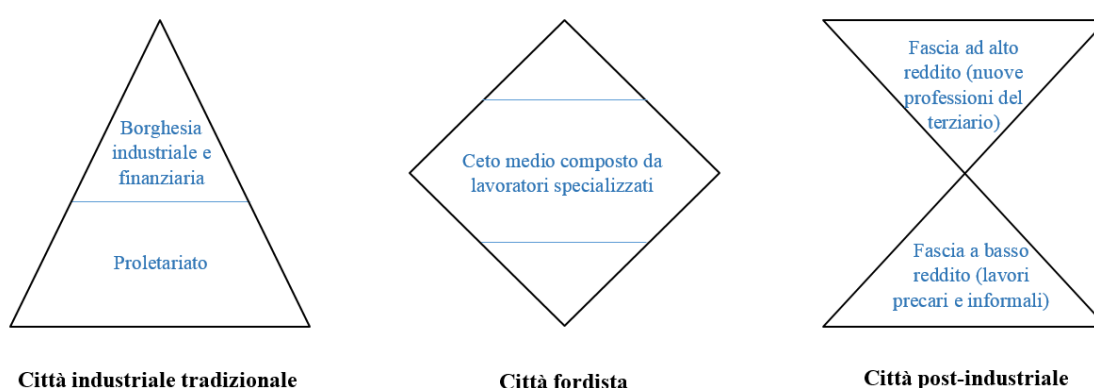 Borghesia
industriale e
finanziaria
Proletariato
Città industriale tradizionale
Ceto medio composto da
lavoratori specializzati
Città fordista
Fascia ad alto
reddito (nuove
professioni del
terziario)
Fascia a basso
reddito (lavori
precari e informali)
Città post-industriale